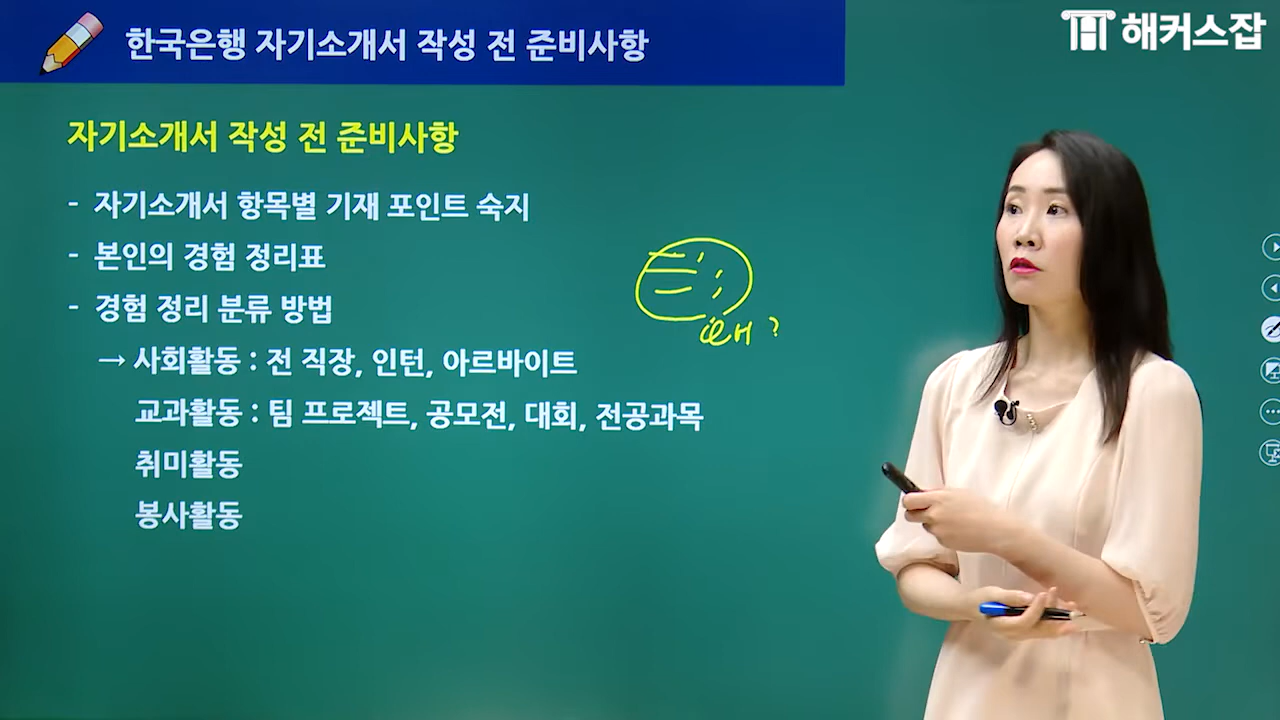 한국은행 자기소개서 작성 전 준비사항
해커스잡
자기소개서 작성 전 준비사항
- 자기소개서 항목별 기재 포인트 숙지
- 본인의 경험 정리표
- 경험 정리 분류 방법
→ 사회활동 : 전 직장, 인턴, 아르바이트
교과활동 : 팀 프로젝트, 공모전, 대회, 전공과목
취미활동
봉사활동
왜?